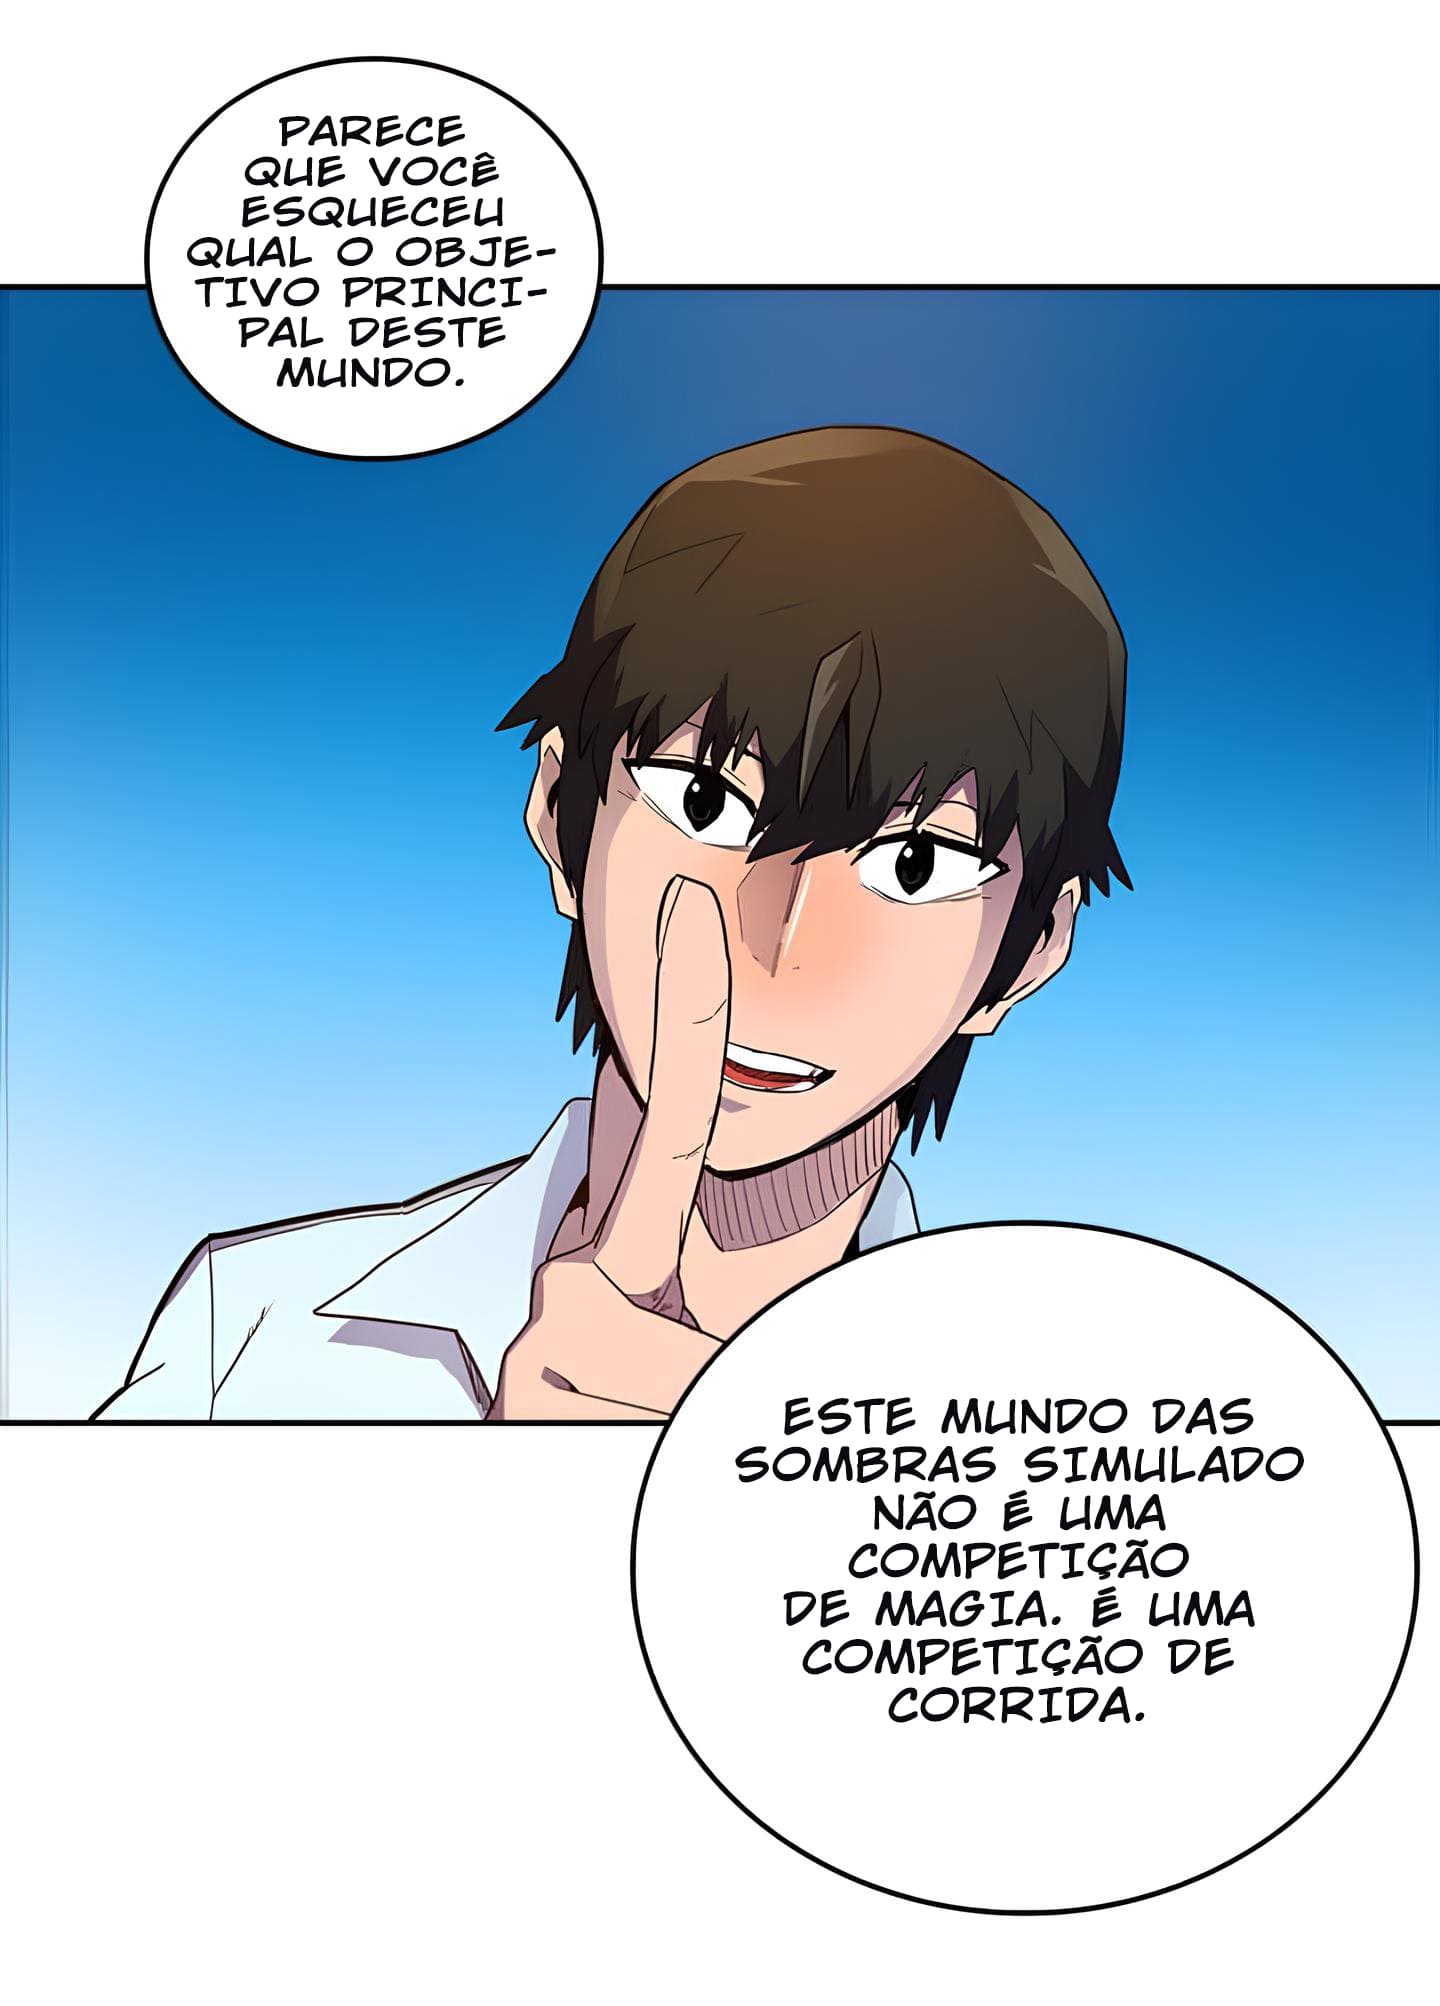 PARECE
QUE VOCÊ
ESQUECEU
QUAL O OBJE-
TIVO PRINCI-
PAL DESTE
MUNDO.
ESTE MUNDO DAS
SOMBRAS SIMULADO
NÃO É UMA
COMPETIÇÃO
DE MAGIA. É UMA
COMPETIÇÃO DE
CORRIDA.